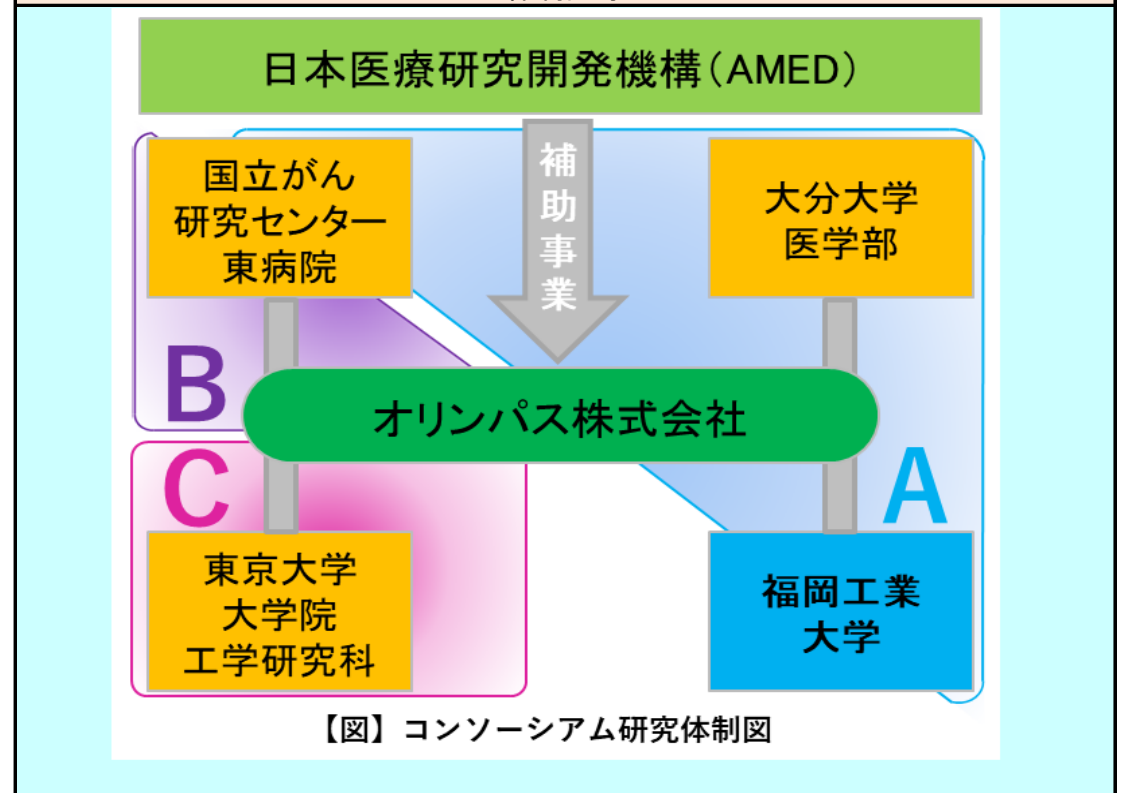 日本医療研究開発機構（AMED）
補助事業
国立がん
研究センター
東病院
大分大学
医学部
B
オリンパス株式会社
C
A
東京大学
大学院
工学研究科
福岡工業
大学
【図】コンソーシアム研究体制図